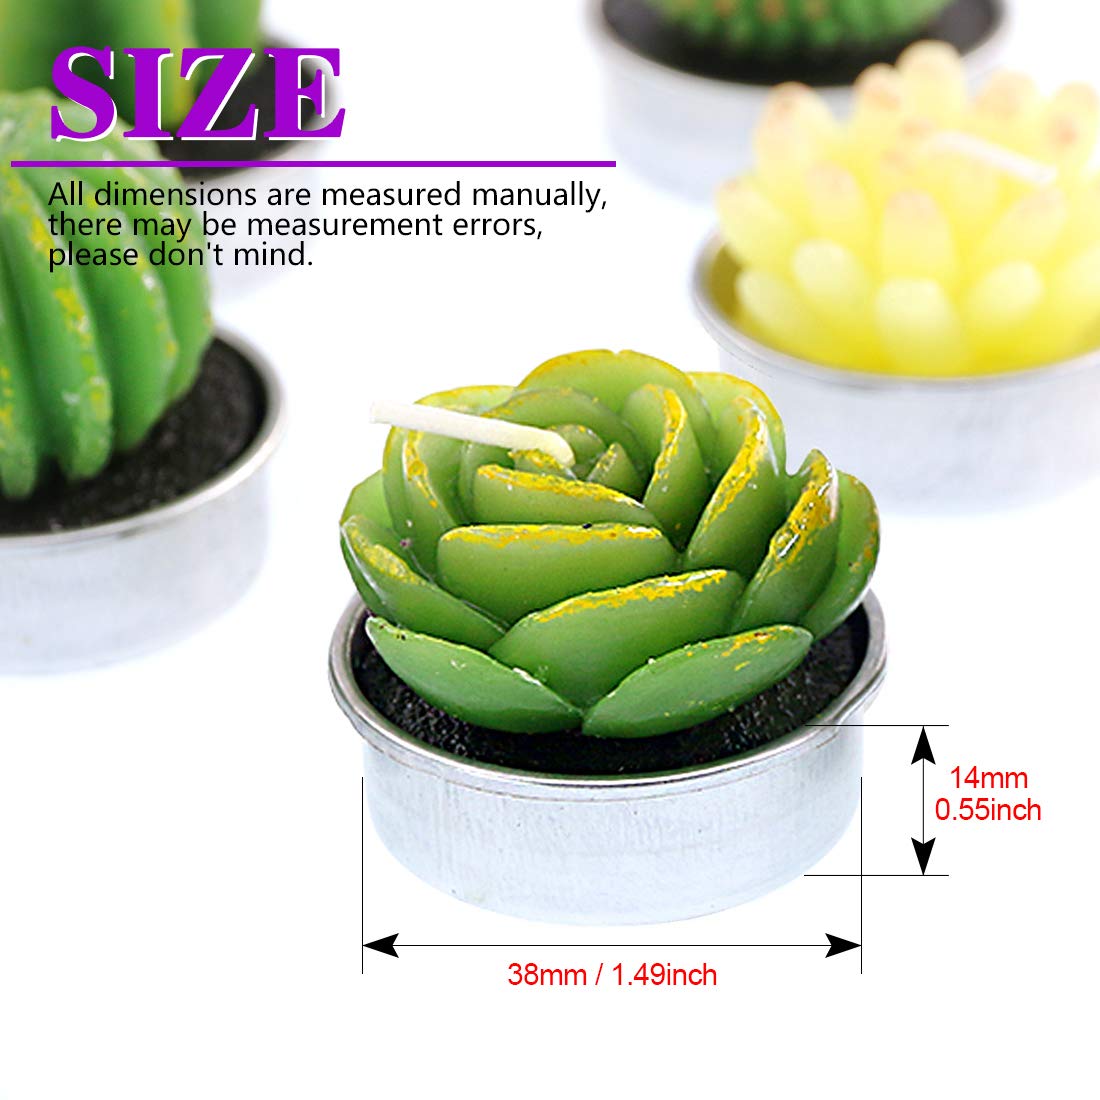 SIZE
All dimensions are measured manually,
there may be measurement errors,
please don't mind.
14mm
0.55inch
38mm / 1.49inch